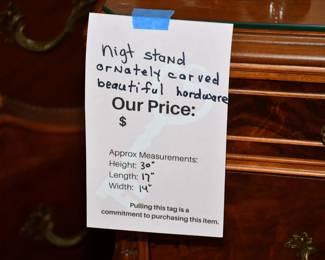 nigt stand
ornately carved
beautiful hardware
Our Price:
$
Approx Measurements:
Height: 30"
Length: 17"
Width: 14"
Pulling this tag is a
commitment to purchasing this item.